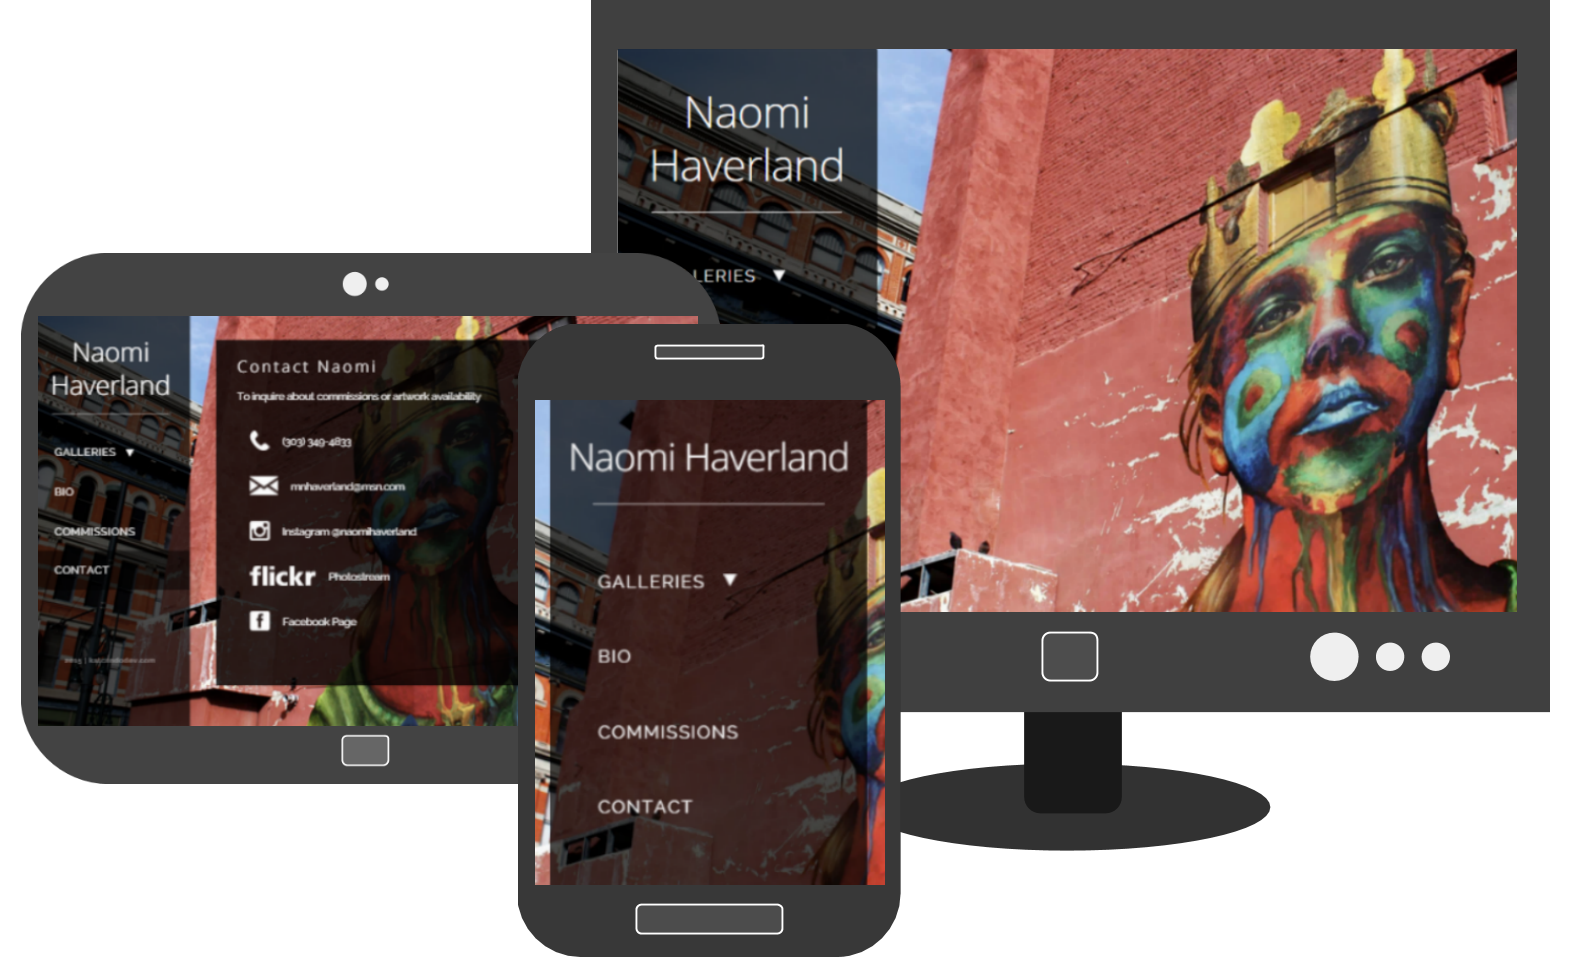 Naomi
Haverland
LERIES ▼
Naomi
Haverland
GALLERIES ▼
BIO
COMMISSIONS
CONTACT
Contact Naomi
To inquire about commissions or artwork availability
(303) 349-4833
mnhaverland@msn.com
Instagram @naomihaverland
flickr Photostream
f Facebook Page
Naomi Haverland
GALLERIES ▼
BIO
COMMISSIONS
CONTACT